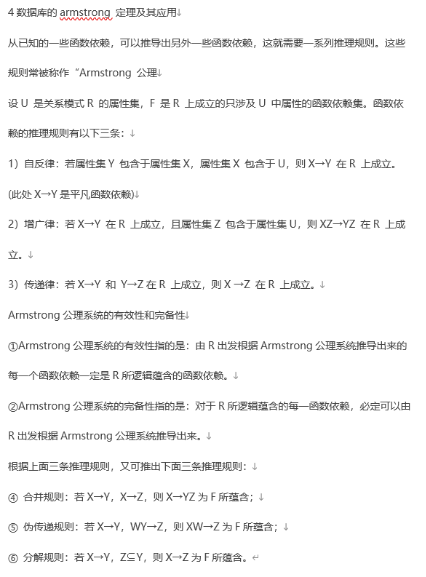 4 数据库的 armstrong 定理及其应用↓
从已知的一些函数依赖，可以推导出另外一些函数依赖，这就需要一系列推理规则。这些
规则常被称作“Armstrong 公理↓
设 U 是关系模式 R 的属性集，F 是 R 上成立的只涉及 U 中属性的函数依赖集。函数依
赖的推理规则有以下三条：↓
1）自反律：若属性集 Y 包含于属性集 X，属性集 X 包含于 U，则 X→Y 在 R 上成立。
(此处 X→Y 是平凡函数依赖)↓
2）增广律：若 X→Y 在 R 上成立，且属性集 Z 包含于属性集 U，则 XZ→YZ 在 R 上成
立。↓
3）传递律：若 X→Y 和 Y→Z 在 R 上成立，则 X →Z 在 R 上成立。↓
Armstrong 公理系统的有效性和完备性↓
①Armstrong 公理系统的有效性指的是：由 R 出发根据 Armstrong 公理系统推导出来的
每一个函数依赖一定是 R 所逻辑蕴含的函数依赖。↓
②Armstrong 公理系统的完备性指的是：对于 R 所逻辑蕴含的每一函数依赖，必定可以由
R 出发根据 Armstrong 公理系统推导出来。↓
根据上面三条推理规则，又可推出下面三条推理规则：↓
④ 合并规则：若 X→Y，X→Z，则 X→YZ 为 F 所蕴含；↓
⑤ 伪传递规则：若 X→Y，WY→Z，则 XW→Z 为 F 所蕴含；↓
⑥ 分解规则：若 X→Y，Z⊆Y，则 X→Z 为 F 所蕴含。↵